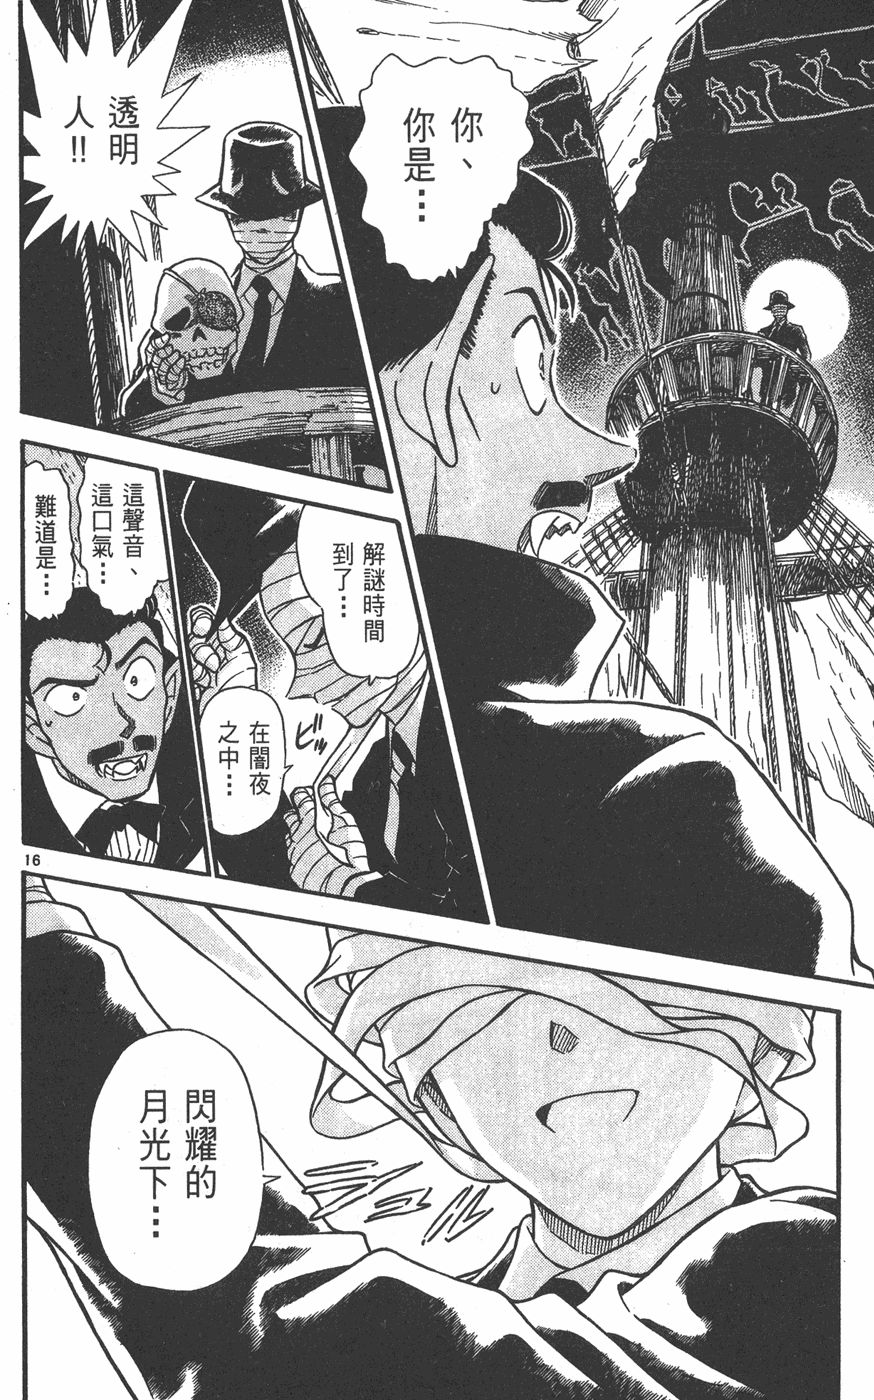 你、
你是…
透明
人!!
解謎時間
到了…
在闇夜
之中…
ビッ
這聲音、
這口氣…
難道是…
16
閃耀的
月光下…